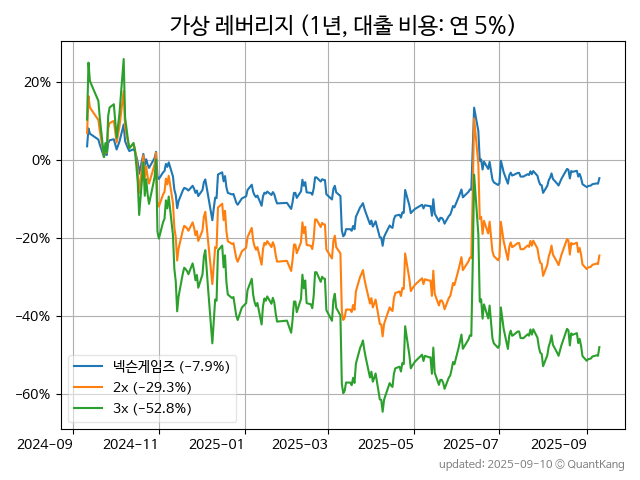 가상 레버리지 (1년, 대출 비용: 연 5%)
20%
0%
−20%
−40%
−60%
넥슨게임즈 (−7.9%)
2x (−29.3%)
3x (−52.8%)
2024−09 2024−11 2025−01 2025−03 2025−05 2025−07 2025−09
updated: 2025-09-10 © QuantKang